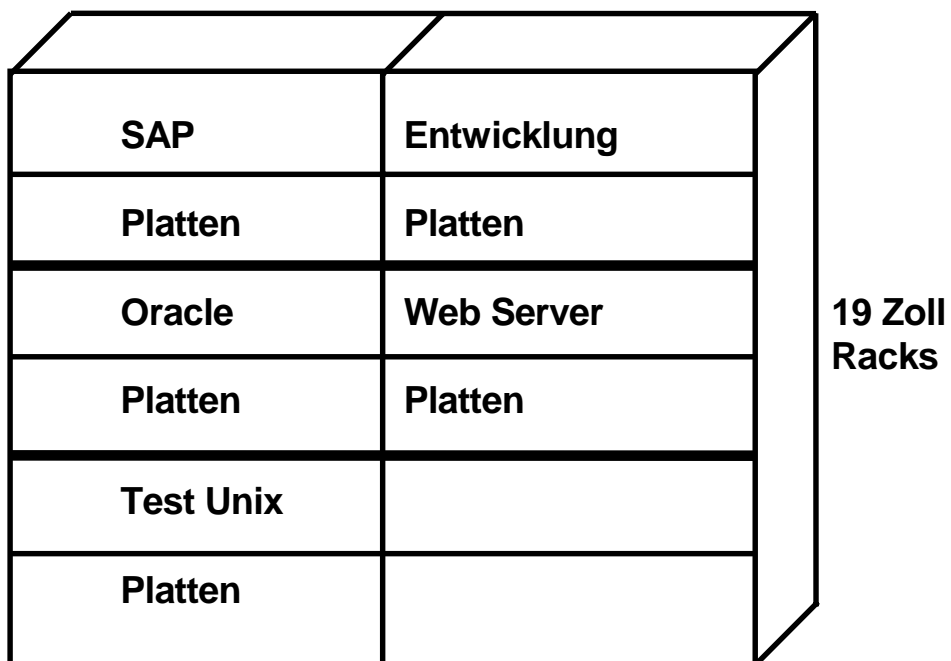 SAP
Entwicklung
Platten
Platten
Oracle
Web Server
Platten
Platten
Test Unix
Platten
19 Zoll
Racks